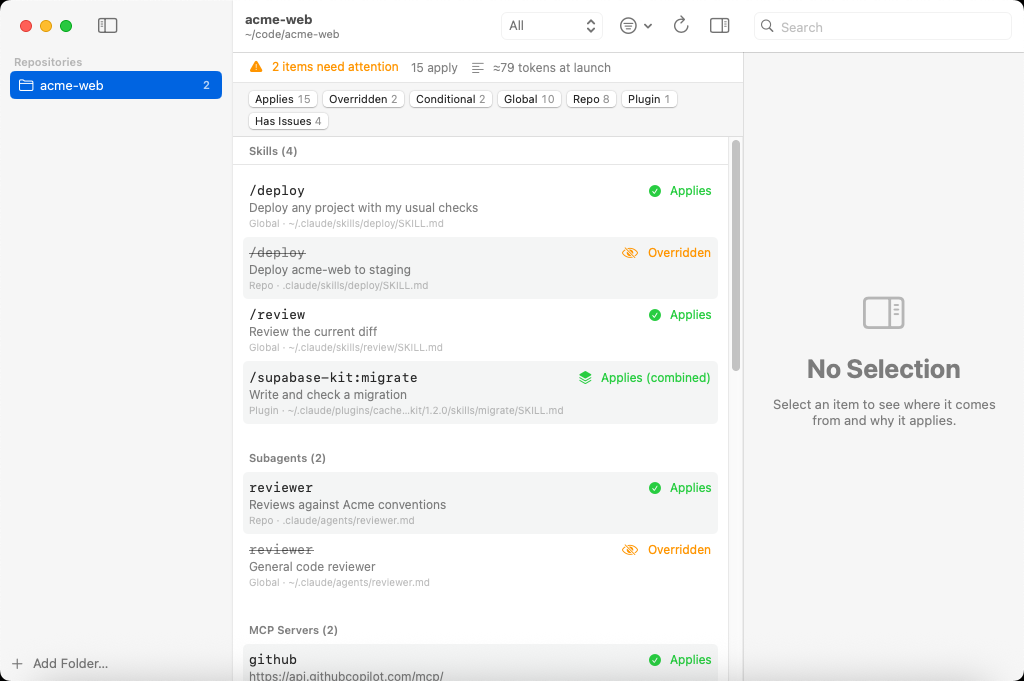 acme-web
~/code/acme-web
All
Search
Repositories
acme-web 2
2 items need attention 15 apply ≈79 tokens at launch
Applies 15 Overridden 2 Conditional 2 Global 10 Repo 8 Plugin 1
Has Issues 4
Skills (4)
/deploy Applies
Deploy any project with my usual checks
Global · ~/.claude/skills/deploy/SKILL.md
/deploy Overridden
Deploy acme-web to staging
Repo · .claude/skills/deploy/SKILL.md
/review Applies
Review the current diff
Global · ~/.claude/skills/review/SKILL.md
/supabase-kit:migrate Applies (combined)
Write and check a migration
Plugin · ~/.claude/plugins/cache…kit/1.2.0/skills/migrate/SKILL.md
Subagents (2)
reviewer Applies
Reviews against Acme conventions
Repo · .claude/agents/reviewer.md
reviewer Overridden
General code reviewer
Global · ~/.claude/agents/reviewer.md
MCP Servers (2)
github Applies
https://api.githubcopilot.com/mcp/
No Selection
Select an item to see where it comes
from and why it applies.
Add Folder…